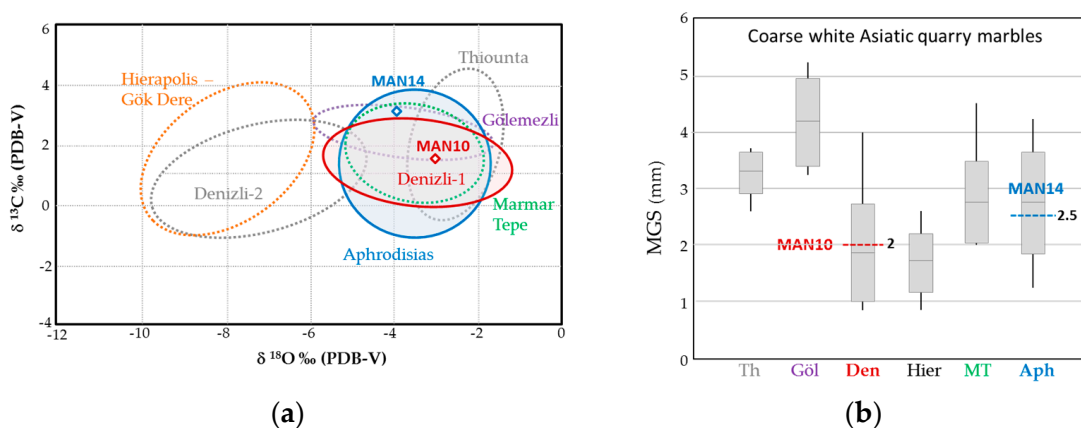 6
4
2
0
-2
-4
-12
-10
-8
-6
-4
-2
0
δ ¹³C ‰ (PDB-V)
δ ¹⁸O ‰ (PDB-V)
Hierapolis –
Gök Dere
MAN14
Thiounta
Gölemezli
MAN10
Denizli-1
Denizli-2
Marmar
Tepe
Aphrodisias
(a)
Coarse white Asiatic quarry marbles
6
5
4
3
2
1
0
MGS (mm)
MAN10
2
MAN14
2.5
Th
Göl
Den
Hier
MT
Aph
(b)